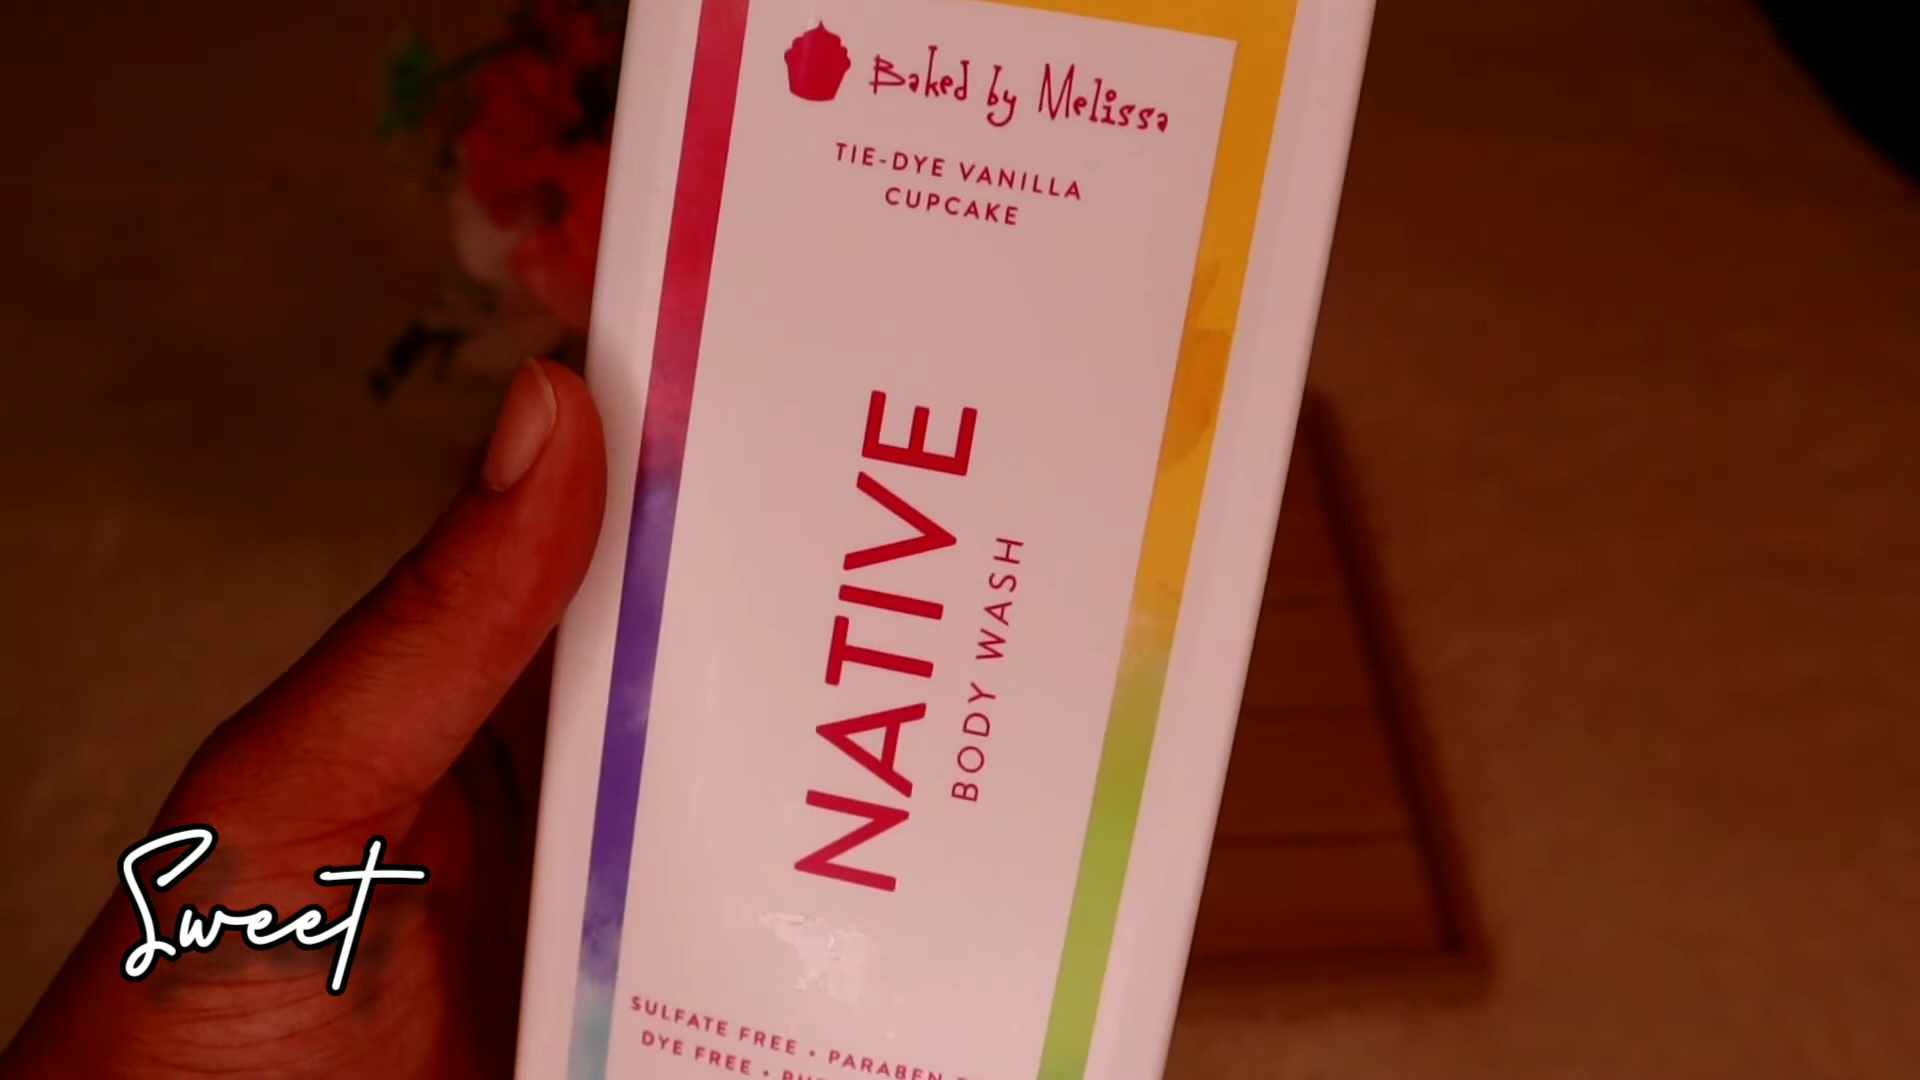 Baked by Melissa
TIE-DYE VANILLA
CUPCAKE
NATIVE
BODY WASH
Sweet
SULFATE FREE • PARABEN
DYE FREE •